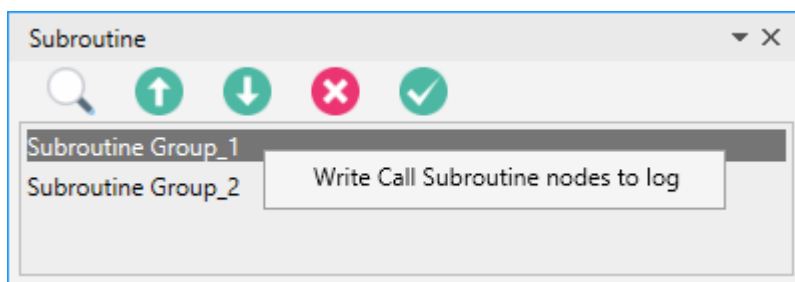 Subroutine
Subroutine Group_1
Write Call Subroutine nodes to log
Subroutine Group_2